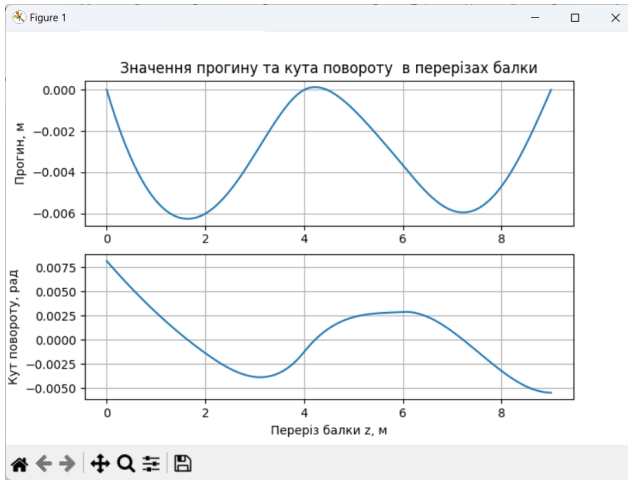 Figure 1
Значення прогину та кута повороту в перерізах балки
Прогин, м
0.000
−0.002
−0.004
−0.006
0 2 4 6 8
Кут повороту, рад
0.0075
0.0050
0.0025
0.0000
−0.0025
−0.0050
0 2 4 6 8
Переріз балки z, м